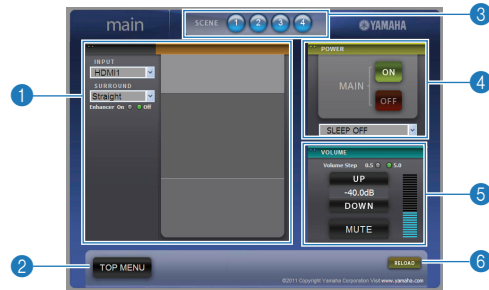 main
SCENE 1 2 3 4
YAMAHA
3
INPUT
HDMI1
SURROUND
Straight
Enhancer On Off
1
POWER
MAIN
ON
OFF
SLEEP OFF
4
VOLUME
Volume Step 0.5 5.0
UP
-40.0dB
DOWN
MUTE
5
2
TOP MENU
RELOAD
6
©2011 Copyright Yamaha Corporation Visit www.yamaha.com